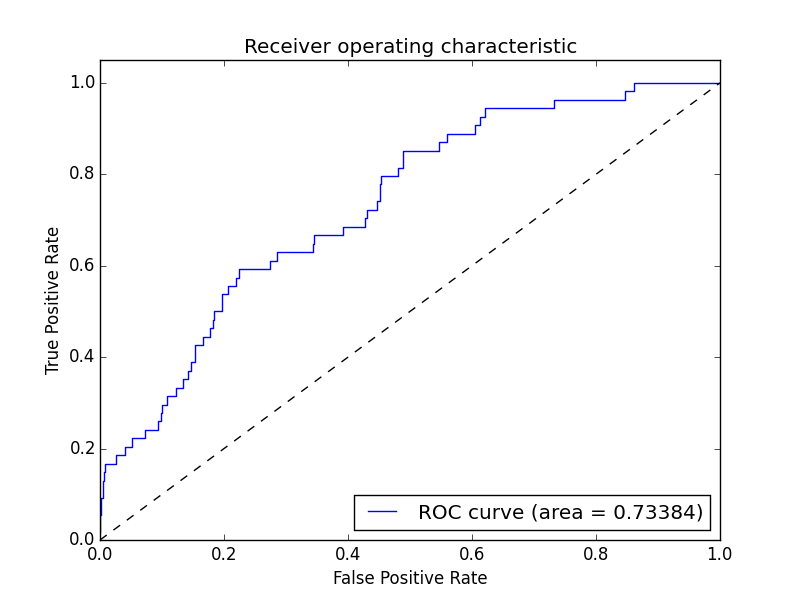 Receiver operating characteristic
1.0
0.8
0.6
0.4
0.2
0.0
True Positive Rate
ROC curve (area = 0.73384)
0.0 0.2 0.4 0.6 0.8 1.0
False Positive Rate